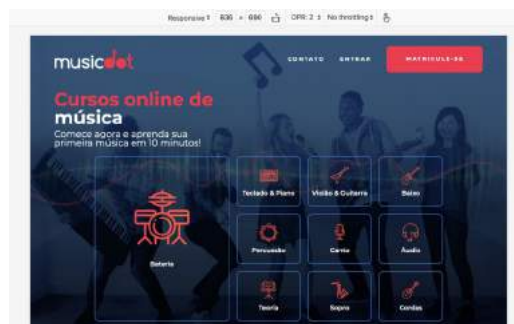 Responsive 836 × 690 DPR: 2 No throttling
musicdot
CONTATO ENTRAR MATRICULE-SE
Cursos online de
música
Comece agora e aprenda sua
primeira música em 10 minutos!
Teclado & Piano Violão & Guitarra Baixo
Bateria
Percussão Canto Áudio
Teoria Sopro Cordas